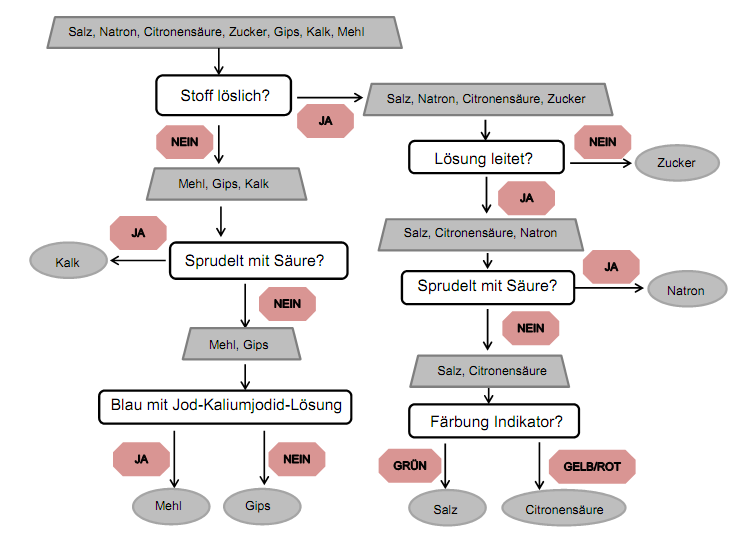 Salz, Natron, Citronensäure, Zucker, Gips, Kalk, Mehl
Stoff löslich?
JA
Salz, Natron, Citronensäure, Zucker
NEIN
Lösung leitet?
NEIN
Zucker
Mehl, Gips, Kalk
JA
JA
Salz, Citronensäure, Natron
Kalk
Sprudelt mit Säure?
Sprudelt mit Säure?
JA
Natron
NEIN
NEIN
Mehl, Gips
Salz, Citronensäure
Blau mit Jod-Kaliumjodid-Lösung
Färbung Indikator?
JA
NEIN
GRÜN
GELB/ROT
Mehl
Gips
Salz
Citronensäure